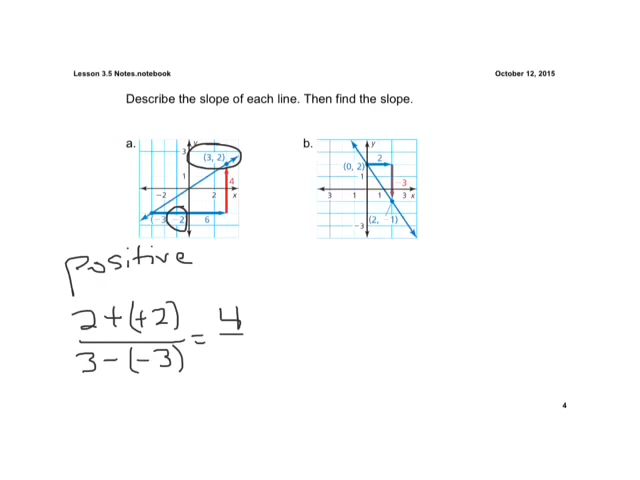 Lesson 3.5 Notes.notebook
October 12, 2015
Describe the slope of each line. Then find the slope.
a.
3 y
(3, 2)
1
4
-2
2 x
-2
6
b.
y
2
(0, 2)
1
-3
3 1 1 3 x
-3
(2, -1)
positive
2+(+2)
3-(-3)
= 4
4